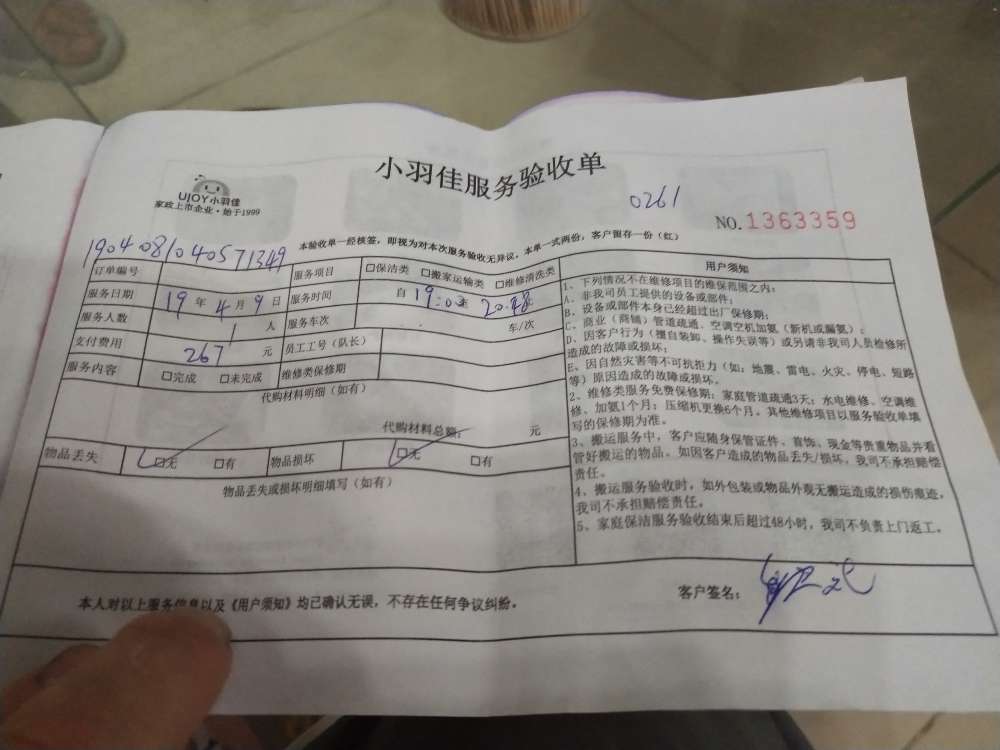 小羽佳服务验收单
UJOY小羽佳
家政上市企业·始于1999
0261
NO.1363359
本验收单一经核签，即视为对本次服务验收无异议，本单一式两份，客户留存一份（红）
订单编号 1904081040571349 服务项目 □保洁类 □搬家运输类 □维修清洗类
服务日期 19年4月9日 服务时间 自19:0 至20:48
服务人数 1人 服务车次 车/次
支付费用 267元 员工工号（队长）
服务内容 □完成 □未完成 维修类保修期
代购材料明细（如有）
代购材料总额： 元
物品丢失 □无 □有 物品损坏 □无 □有
物品丢失或损坏明细填写（如有）
用户须知
1、下列情况不在维修项目的维保范围之内：
A、非我司员工提供的设备或部件；
B、设备或部件本身已经超过出厂保修期；
C、商业（商铺）管道疏通、空调空机加氨（新机或漏氨）；
D、因客户行为（擅自装卸、操作失误等）或另请非我司人员检修所
造成的故障或损坏；
E、因自然灾害等不可抗拒力（如：地震、雷电、火灾、停电、短路
等）原因造成的故障或损坏。
2、维修类服务免费保修期：家庭管道疏通3天；水电维修、空调维
修、加氨1个月；压缩机更换6个月。其他维修项目以服务验收单填
写的保修期为准。
3、搬运服务中，客户应随身保管证件、首饰、现金等贵重物品并看
管好搬运的物品。如因客户造成的物品丢失/损坏，我司不承担赔偿
责任。
4、搬运服务验收时，如外包装或物品外观无搬运造成的损伤痕迹，
我司不承担赔偿责任。
5、家庭保洁服务验收结束后超过48小时，我司不负责上门返工。
本人对以上服务信息以及《用户须知》均已确认无误，不存在任何争议纠纷。
客户签名：